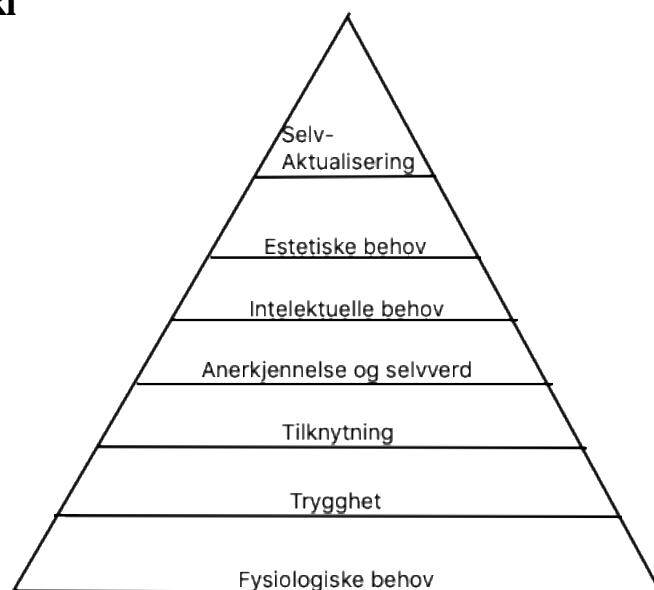 Selv-
Aktualisering
Estetiske behov
Intelektuelle behov
Anerkjennelse og selvverd
Tilknytning
Trygghet
Fysiologiske behov